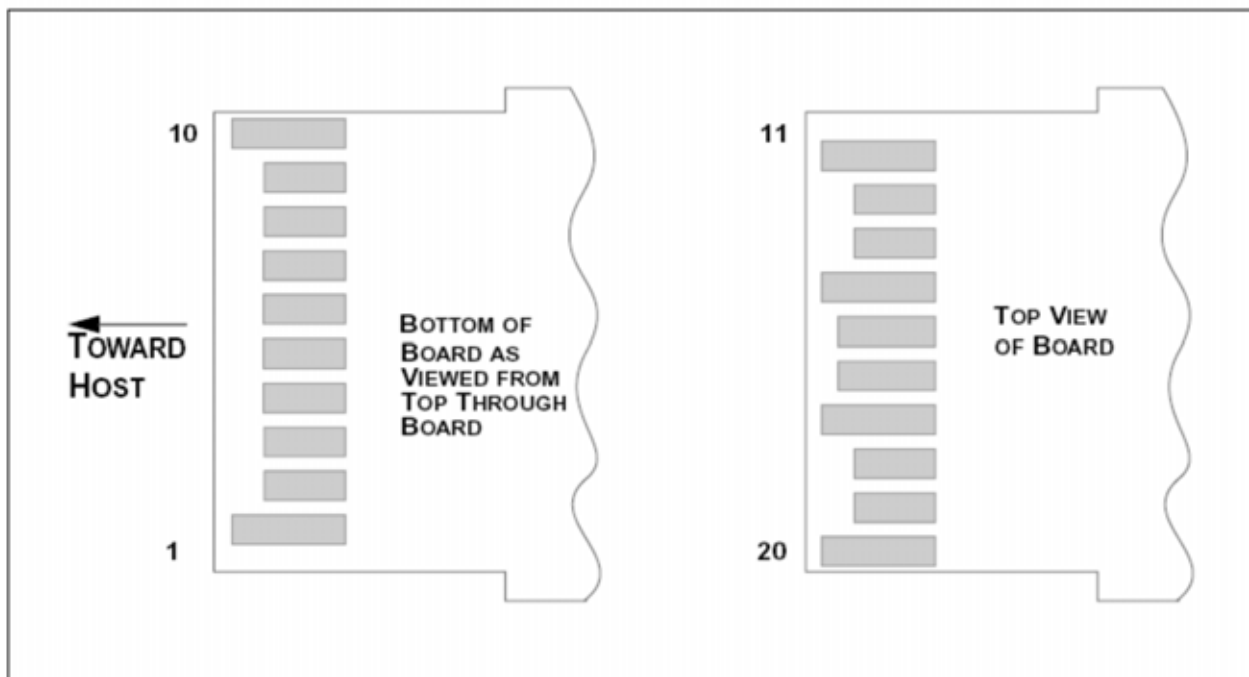 10
1
TOWARD
HOST
BOTTOM OF
BOARD AS
VIEWED FROM
TOP THROUGH
BOARD
11
20
TOP VIEW
OF BOARD